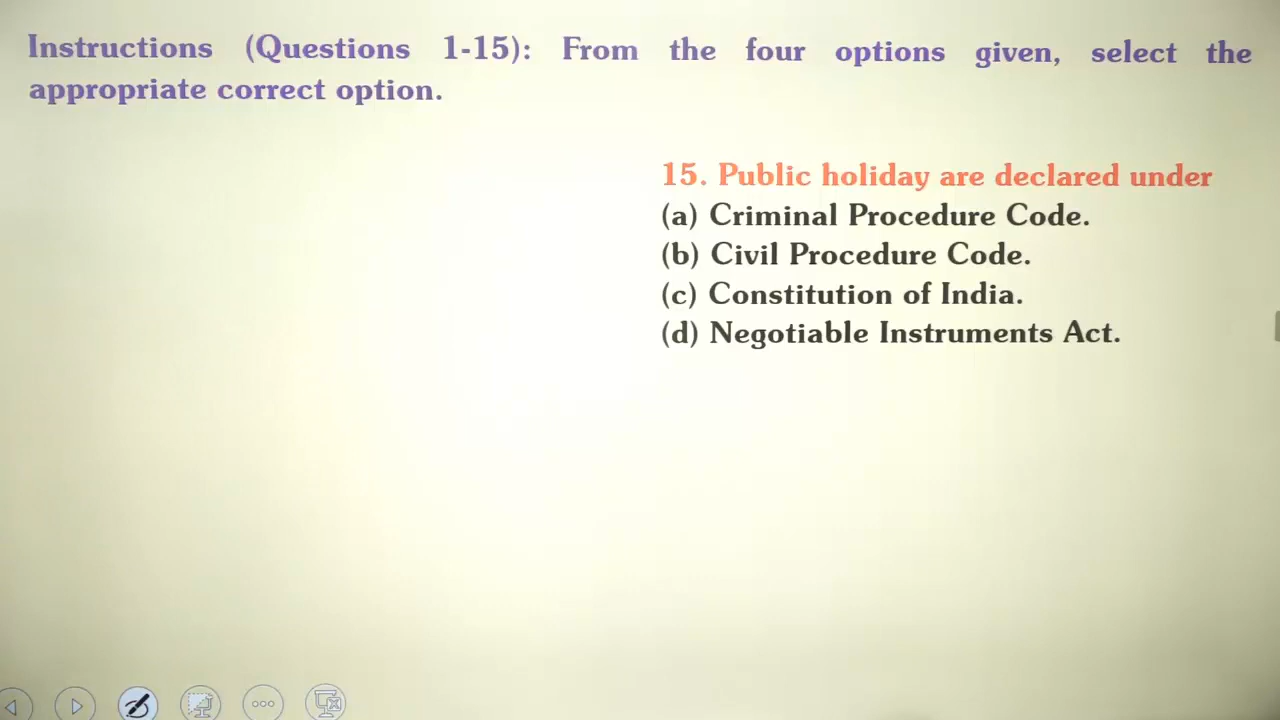 Instructions (Questions 1-15): From the four options given, select the
appropriate correct option.
15. Public holiday are declared under
(a) Criminal Procedure Code.
(b) Civil Procedure Code.
(c) Constitution of India.
(d) Negotiable Instruments Act.